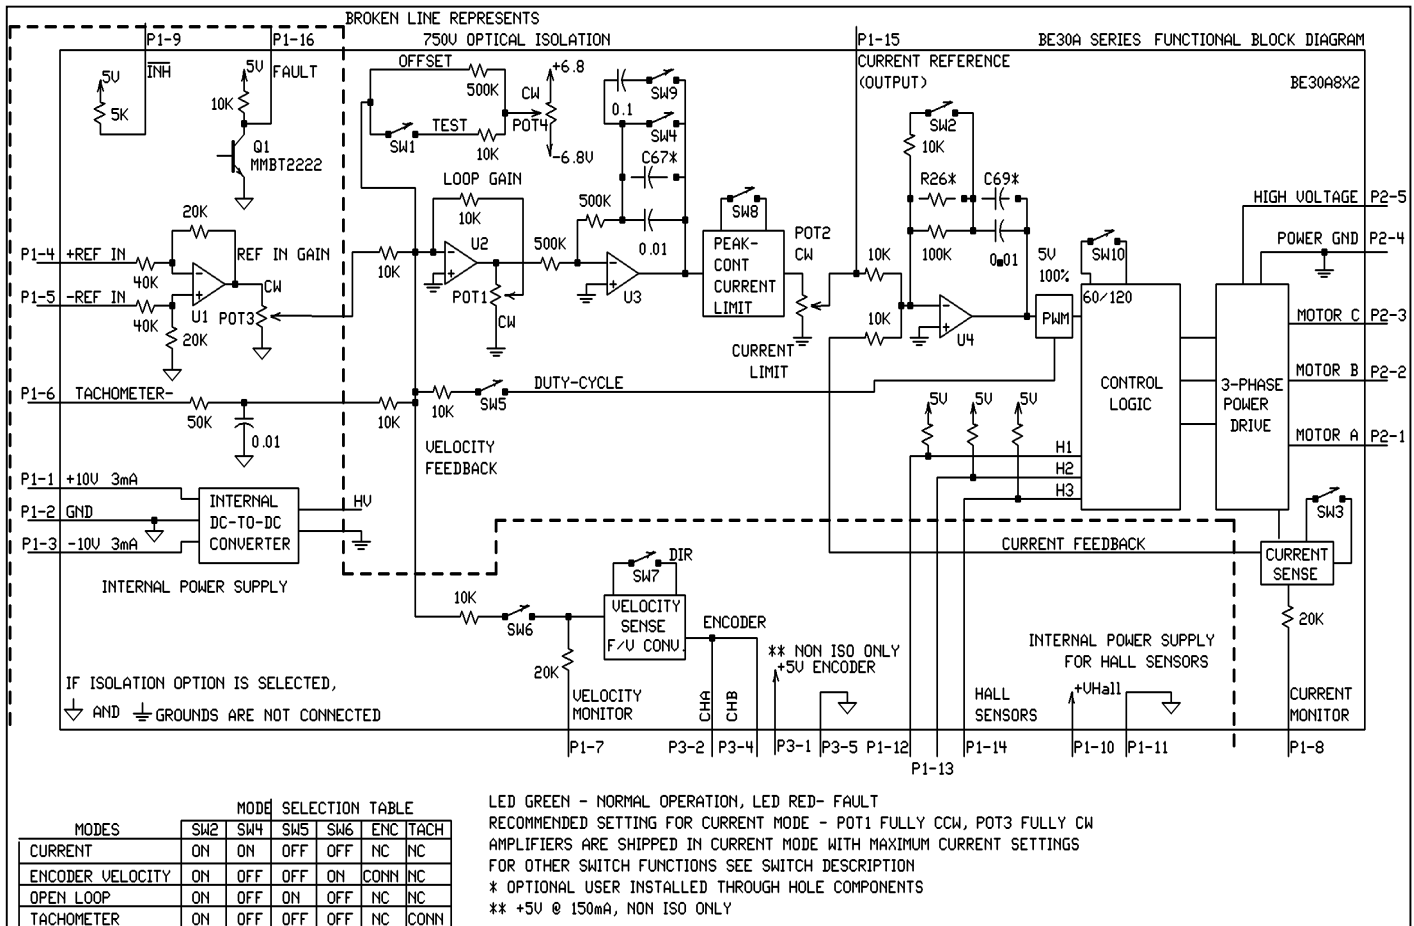 BROKEN LINE REPRESENTS
750V OPTICAL ISOLATION
BE30A SERIES FUNCTIONAL BLOCK DIAGRAM
BE30A8X2
P1-9
INH
5V
5K
P1-16
FAULT
5V
10K
Q1
MMBT2222
OFFSET
500K
TEST
SW1
10K
+6.8
CW
POT4
-6.8V
SW9
0.1
SW4
C67*
500K
0.01
P1-15
CURRENT REFERENCE
(OUTPUT)
SW2
10K
R26*
C69*
100K
0.01
HIGH VOLTAGE P2-5
POWER GND P2-4
MOTOR C P2-3
MOTOR B P2-2
MOTOR A P2-1
20K
P1-4 +REF IN
40K
P1-5 -REF IN
40K
20K
U1
REF IN GAIN
CW
POT3
10K
LOOP GAIN
10K
U2
POT1
CW
500K
U3
SW8
PEAK-
CONT
CURRENT
LIMIT
POT2
CW
CURRENT
LIMIT
10K
10K
U4
5V
100%
PWM
SW10
60/120
CONTROL
LOGIC
3-PHASE
POWER
DRIVE
P1-6 TACHOMETER-
50K
0.01
10K
10K
SW5
DUTY-CYCLE
VELOCITY
FEEDBACK
5V
5V
5V
H1
H2
H3
P1-1 +10V 3mA
P1-2 GND
P1-3 -10V 3mA
INTERNAL
DC-TO-DC
CONVERTER
HV
INTERNAL POWER SUPPLY
CURRENT FEEDBACK
SW3
CURRENT
SENSE
20K
CURRENT
MONITOR
10K
SW6
SW7
DIR
VELOCITY
SENSE
F/V CONV.
20K
VELOCITY
MONITOR
ENCODER
CHA
CHB
** NON ISO ONLY
+5V ENCODER
INTERNAL POWER SUPPLY
FOR HALL SENSORS
+VHall
HALL
SENSORS
IF ISOLATION OPTION IS SELECTED,
AND
GROUNDS ARE NOT CONNECTED
P1-7
P3-2
P3-4
P3-1
P3-5
P1-12
P1-13
P1-14
P1-10
P1-11
P1-8
MODE SELECTION TABLE
MODES SW2 SW4 SW5 SW6 ENC TACH
CURRENT ON ON OFF OFF NC NC
ENCODER VELOCITY ON OFF OFF ON CONN NC
OPEN LOOP ON OFF ON OFF NC NC
TACHOMETER ON OFF OFF OFF NC CONN
LED GREEN - NORMAL OPERATION, LED RED- FAULT
RECOMMENDED SETTING FOR CURRENT MODE - POT1 FULLY CCW, POT3 FULLY CW
AMPLIFIERS ARE SHIPPED IN CURRENT MODE WITH MAXIMUM CURRENT SETTINGS
FOR OTHER SWITCH FUNCTIONS SEE SWITCH DESCRIPTION
* OPTIONAL USER INSTALLED THROUGH HOLE COMPONENTS
** +5V @ 150mA, NON ISO ONLY